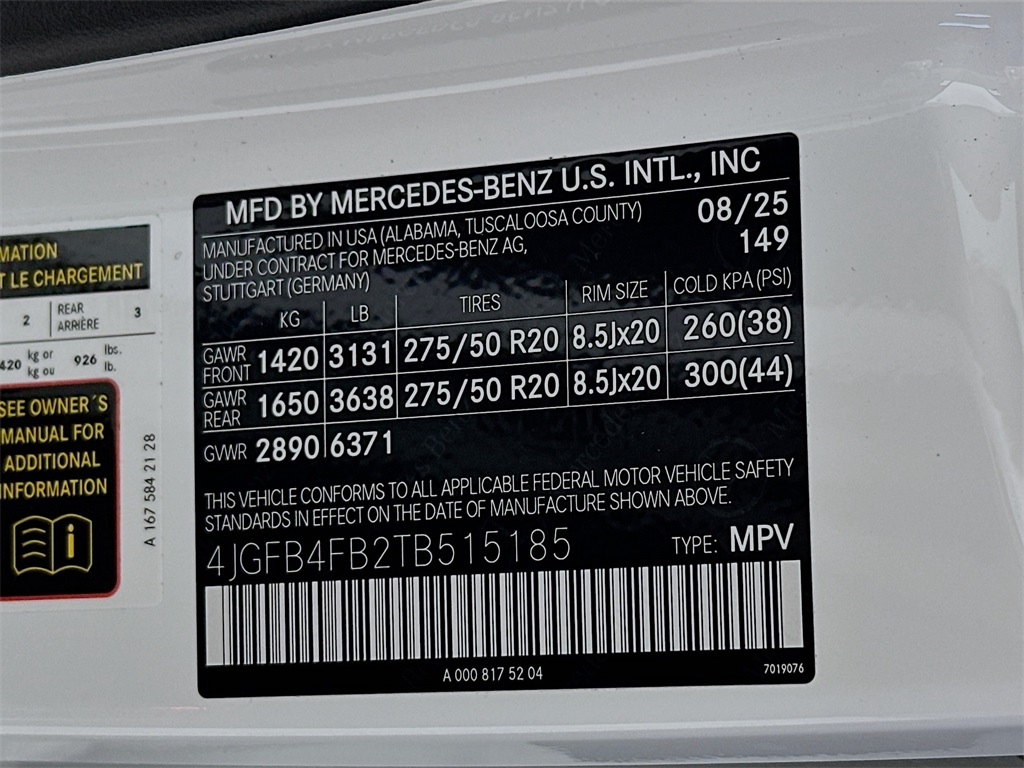 MATION
T LE CHARGEMENT
2 REAR ARRIÈRE 3
420 kg or kg ou 926 lbs. lb.
SEE OWNER´S
MANUAL FOR
ADDITIONAL
INFORMATION
i
A 167 584 21 28
MFD BY MERCEDES-BENZ U.S. INTL., INC
MANUFACTURED IN USA (ALABAMA, TUSCALOOSA COUNTY) 08/25
UNDER CONTRACT FOR MERCEDES-BENZ AG, 149
STUTTGART (GERMANY)
KG LB TIRES RIM SIZE COLD KPA (PSI)
GAWR FRONT 1420 3131 275/50 R20 8.5Jx20 260(38)
GAWR REAR 1650 3638 275/50 R20 8.5Jx20 300(44)
GVWR 2890 6371
THIS VEHICLE CONFORMS TO ALL APPLICABLE FEDERAL MOTOR VEHICLE SAFETY
STANDARDS IN EFFECT ON THE DATE OF MANUFACTURE SHOWN ABOVE.
4JGFB4FB2TB515185 TYPE: MPV
A 000 817 52 04 7019076